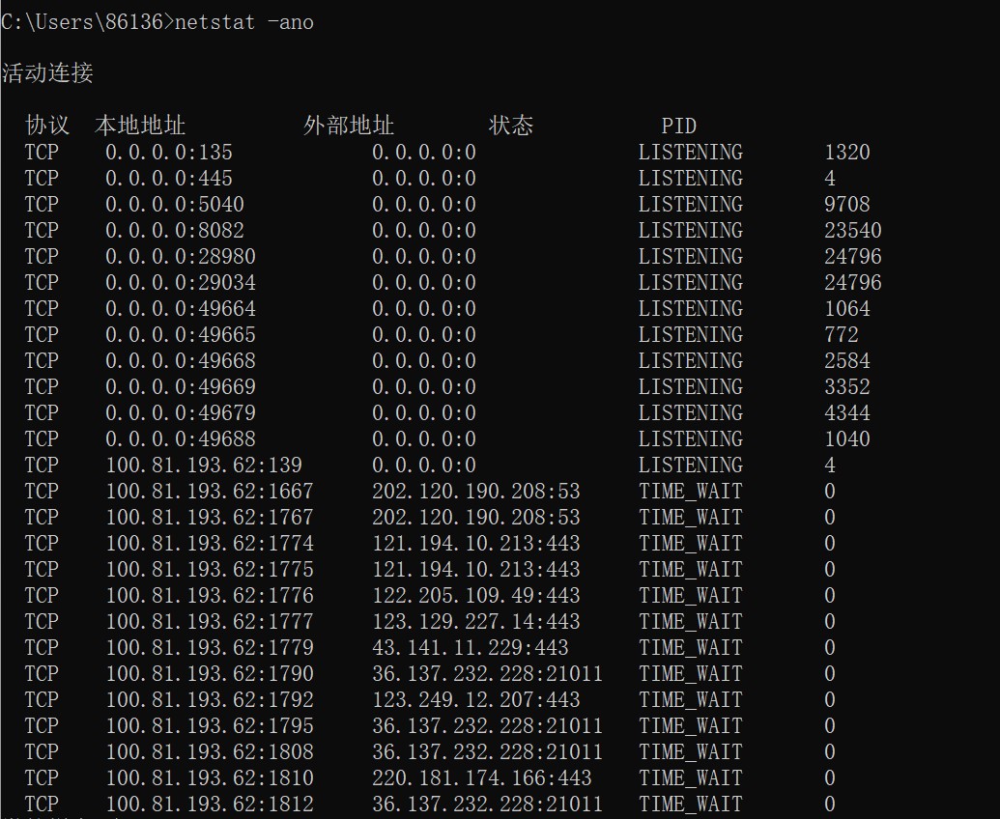 C:\Users\86136>netstat -ano
活动连接
协议 本地地址 外部地址 状态 PID
TCP 0.0.0.0:135 0.0.0.0:0 LISTENING 1320
TCP 0.0.0.0:445 0.0.0.0:0 LISTENING 4
TCP 0.0.0.0:5040 0.0.0.0:0 LISTENING 9708
TCP 0.0.0.0:8082 0.0.0.0:0 LISTENING 23540
TCP 0.0.0.0:28980 0.0.0.0:0 LISTENING 24796
TCP 0.0.0.0:29034 0.0.0.0:0 LISTENING 24796
TCP 0.0.0.0:49664 0.0.0.0:0 LISTENING 1064
TCP 0.0.0.0:49665 0.0.0.0:0 LISTENING 772
TCP 0.0.0.0:49668 0.0.0.0:0 LISTENING 2584
TCP 0.0.0.0:49669 0.0.0.0:0 LISTENING 3352
TCP 0.0.0.0:49679 0.0.0.0:0 LISTENING 4344
TCP 0.0.0.0:49688 0.0.0.0:0 LISTENING 1040
TCP 100.81.193.62:139 0.0.0.0:0 LISTENING 4
TCP 100.81.193.62:1667 202.120.190.208:53 TIME_WAIT 0
TCP 100.81.193.62:1767 202.120.190.208:53 TIME_WAIT 0
TCP 100.81.193.62:1774 121.194.10.213:443 TIME_WAIT 0
TCP 100.81.193.62:1775 121.194.10.213:443 TIME_WAIT 0
TCP 100.81.193.62:1776 122.205.109.49:443 TIME_WAIT 0
TCP 100.81.193.62:1777 123.129.227.14:443 TIME_WAIT 0
TCP 100.81.193.62:1779 43.141.11.229:443 TIME_WAIT 0
TCP 100.81.193.62:1790 36.137.232.228:21011 TIME_WAIT 0
TCP 100.81.193.62:1792 123.249.12.207:443 TIME_WAIT 0
TCP 100.81.193.62:1795 36.137.232.228:21011 TIME_WAIT 0
TCP 100.81.193.62:1808 36.137.232.228:21011 TIME_WAIT 0
TCP 100.81.193.62:1810 220.181.174.166:443 TIME_WAIT 0
TCP 100.81.193.62:1812 36.137.232.228:21011 TIME_WAIT 0